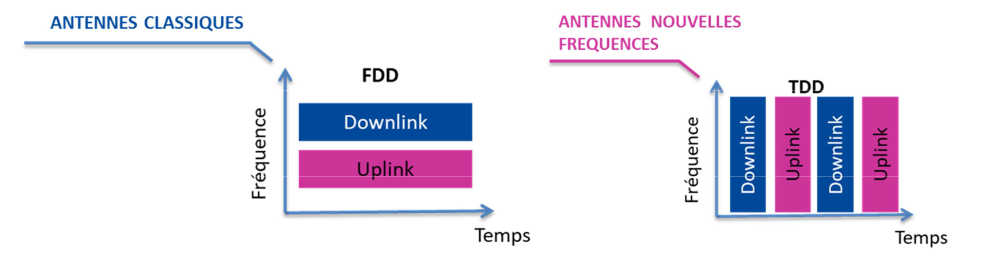 ANTENNES CLASSIQUES
FDD
Fréquence
Downlink
Uplink
Temps
ANTENNES NOUVELLES
FREQUENCES
TDD
Fréquence
Downlink
Uplink
Downlink
Uplink
Temps